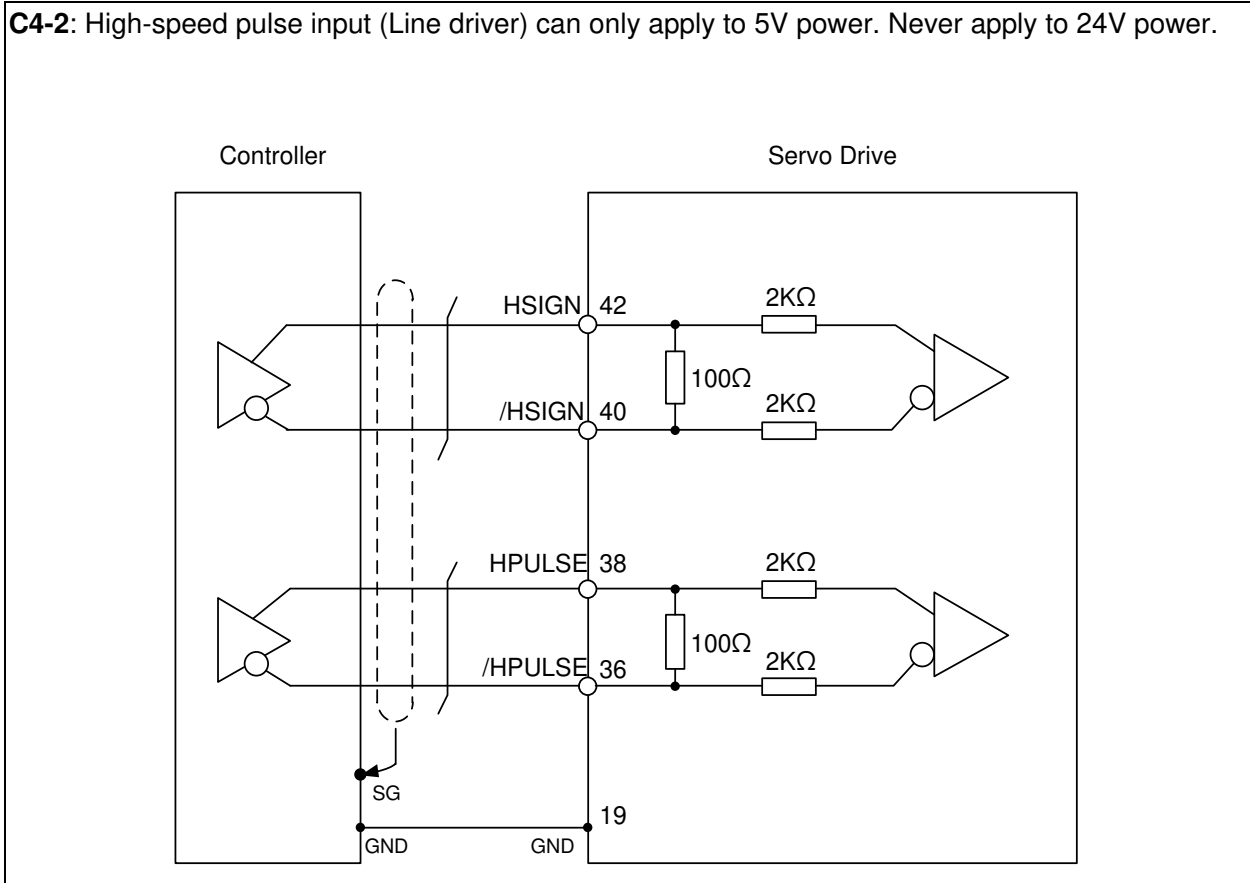 C4-2: High-speed pulse input (Line driver) can only apply to 5V power. Never apply to 24V power.
Controller
Servo Drive
HSIGN 42
2KΩ
100Ω
/HSIGN 40
2KΩ
HPULSE 38
2KΩ
100Ω
/HPULSE 36
2KΩ
SG
19
GND
GND